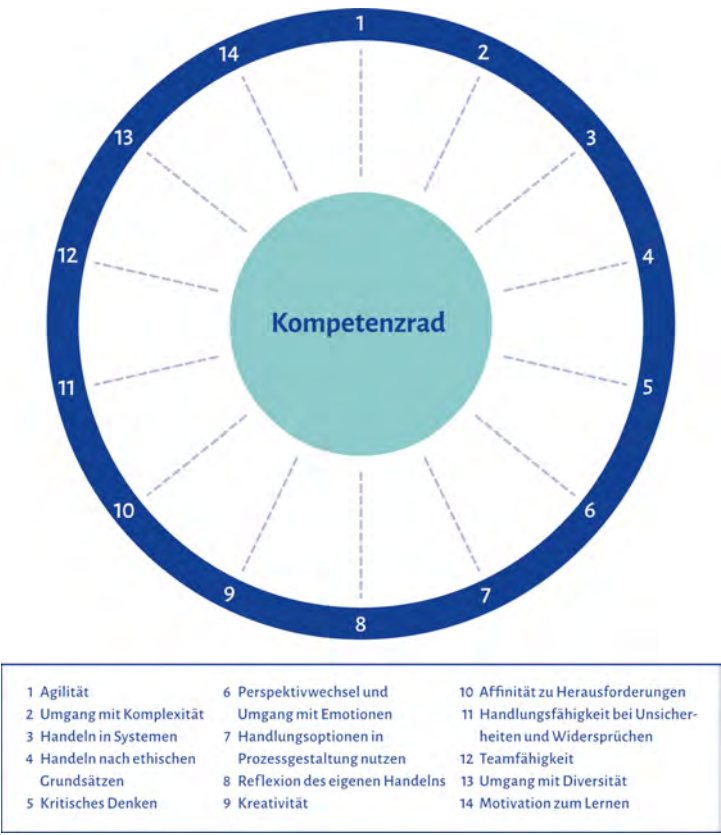 1
2
3
4
5
6
7
8
9
10
11
12
13
14
Kompetenzrad
1 Agilität
2 Umgang mit Komplexität
3 Handeln in Systemen
4 Handeln nach ethischen
Grundsätzen
5 Kritisches Denken
6 Perspektivwechsel und
Umgang mit Emotionen
7 Handlungsoptionen in
Prozessgestaltung nutzen
8 Reflexion des eigenen Handelns
9 Kreativität
10 Affinität zu Herausforderungen
11 Handlungsfähigkeit bei Unsicher-
heiten und Widersprüchen
12 Teamfähigkeit
13 Umgang mit Diversität
14 Motivation zum Lernen